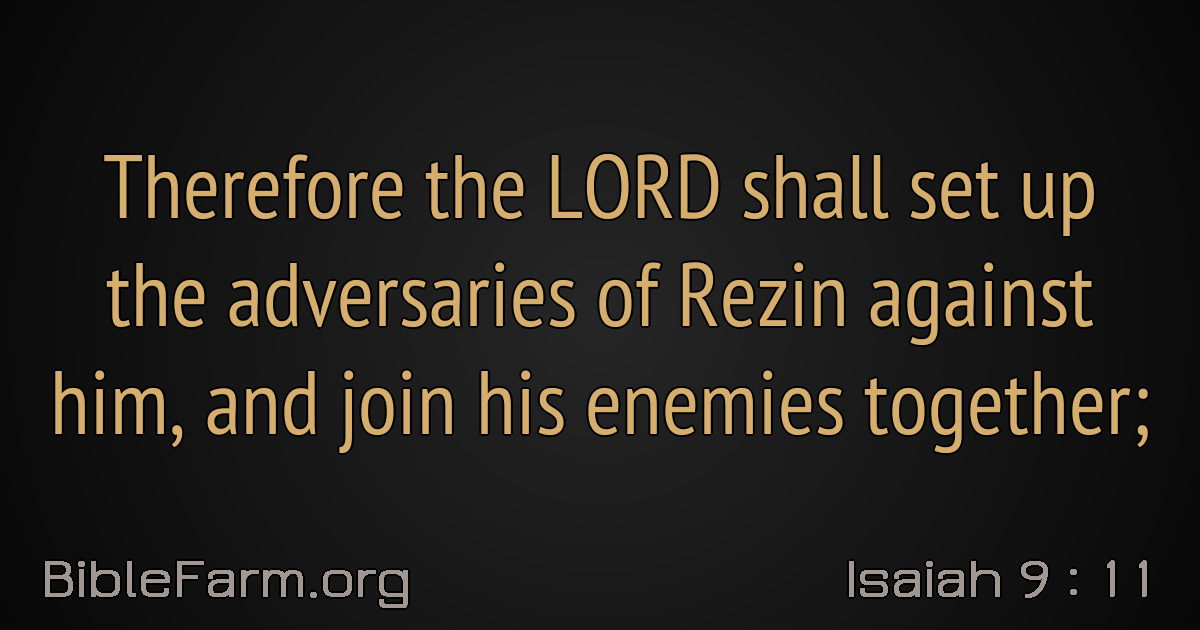 Therefore the LORD shall set up
the adversaries of Rezin against
him, and join his enemies together;
BibleFarm.org
Isaiah 9 : 11